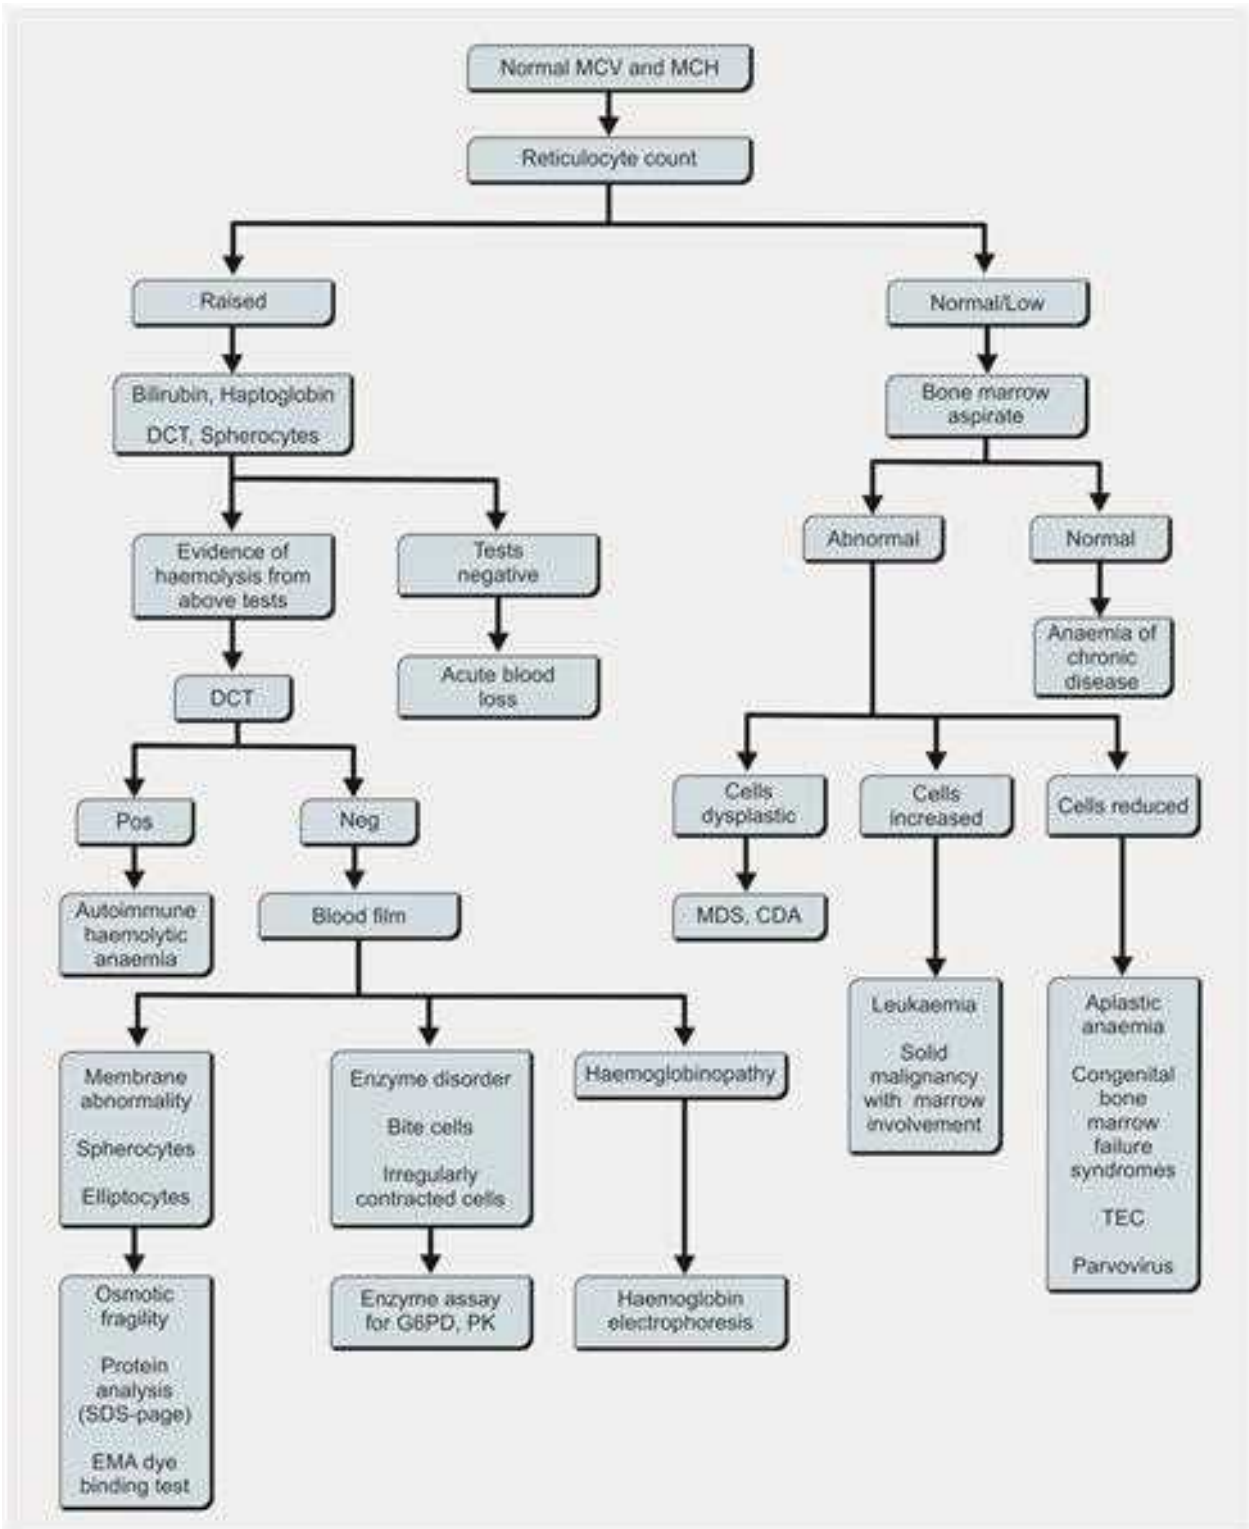 Normal MCV and MCH
Reticulocyte count
Raised
Normal/Low
Bilirubin, Haptoglobin
DCT, Spherocytes
Bone marrow
aspirate
Evidence of
haemolysis from
above tests
Tests
negative
Abnormal
Normal
Acute blood
loss
Anaemia of
chronic
disease
DCT
Pos
Neg
Cells
dysplastic
Cells
increased
Cells reduced
Autoimmune
haemolytic
anaemia
Blood film
MDS, CDA
Leukaemia
Solid
malignancy
with marrow
involvement
Aplastic
anaemia
Congenital
bone
marrow
failure
syndromes
TEC
Parvovirus
Membrane
abnormality
Spherocytes
Elliptocytes
Enzyme disorder
Bite cells
Irregularly
contracted cells
Haemoglobinopathy
Osmotic
fragility
Protein
analysis
(SDS-page)
EMA dye
binding test
Enzyme assay
for G6PD, PK
Haemoglobin
electrophoresis